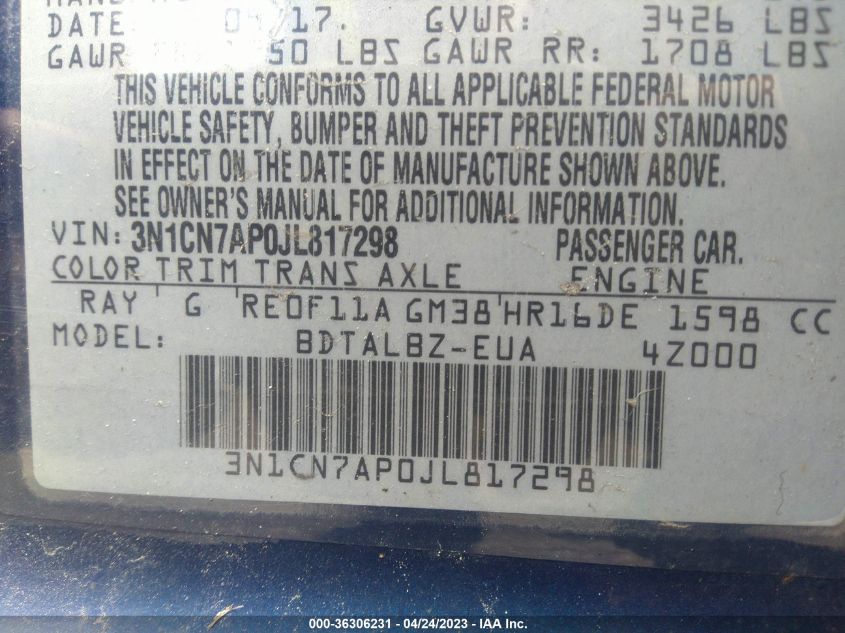 DATE 17. GVWR: 3426 LBS
GAWR 50 LBS GAWR RR: 1708 LBS
THIS VEHICLE CONFORMS TO ALL APPLICABLE FEDERAL MOTOR
VEHICLE SAFETY, BUMPER AND THEFT PREVENTION STANDARDS
IN EFFECT ON THE DATE OF MANUFACTURE SHOWN ABOVE.
SEE OWNER'S MANUAL FOR ADDITIONAL INFORMATION.
VIN: 3N1CN7AP0JL817298 PASSENGER CAR.
COLOR TRIM TRANS AXLE ENGINE
RAY G RE0F11A GM38 HR16DE 1598 CC
MODEL: BDTALBZ-EUA 4Z000
3N1CN7AP0JL817298
000-36306231 - 04/24/2023 - IAA Inc.